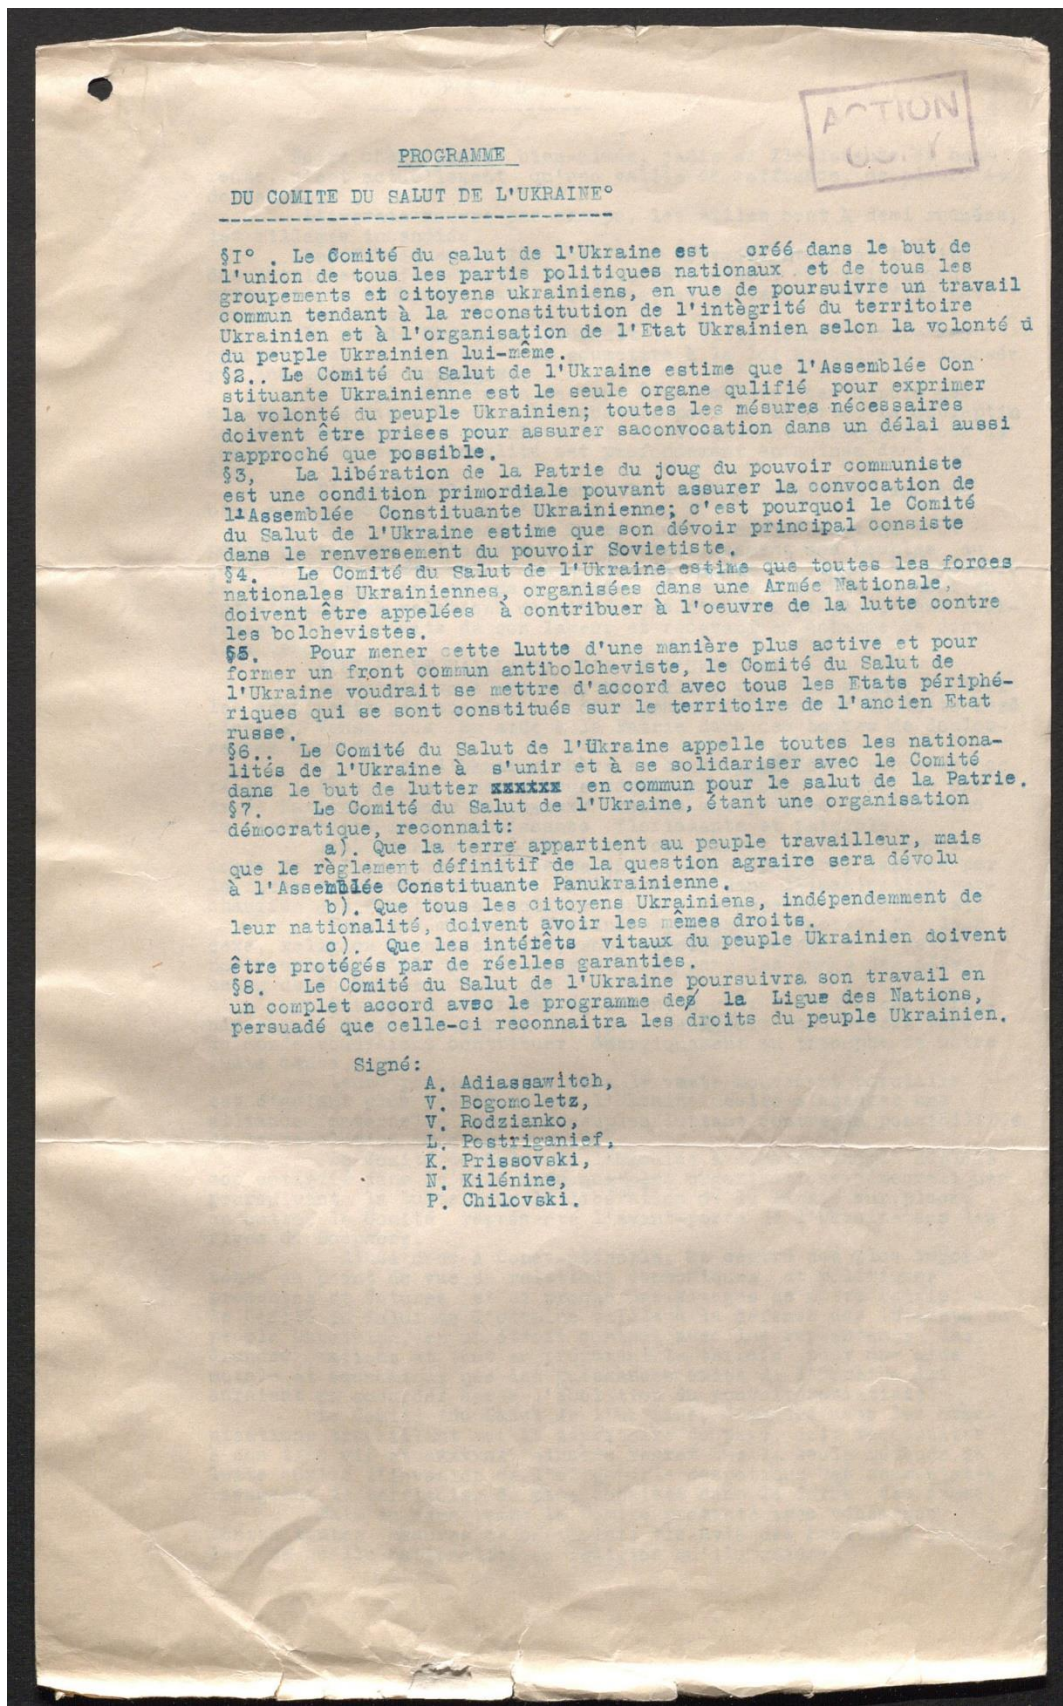 ACTION
PROGRAMME
DU COMITE DU SALUT DE L'UKRAINE°
§I° . Le Comité du salut de l'Ukraine est créé dans le but de
l'union de tous les partis politiques nationaux et de tous les
groupements et citoyens ukrainiens, en vue de poursuivre un travail
commun tendant à la reconstitution de l'intègrité du territoire
Ukrainien et à l'organisation de l'Etat Ukrainien selon la volonté d
du peuple Ukrainien lui-même.
§2.. Le Comité du Salut de l'Ukraine estime que l'Assemblée Con
stituante Ukrainienne est le seule organe qulifié pour exprimer
la volonté du peuple Ukrainien; toutes les mésures nécessaires
doivent être prises pour assurer saconvocation dans un délai aussi
rapproché que possible.
§3, La libération de la Patrie du joug du pouvoir communiste
est une condition primordiale pouvant assurer la convocation de
l'Assemblée Constituante Ukrainienne; c'est pourquoi le Comité
du Salut de l'Ukraine estime que son dévoir principal consiste
dans le renversement du pouvoir Sovietiste.
§4. Le Comité du Salut de l'Ukraine estime que toutes les forces
nationales Ukrainiennes, organisées dans une Armée Nationale,
doivent être appelées à contribuer à l'oeuvre de la lutte contre
les bolchevistes.
§5. Pour mener cette lutte d'une manière plus active et pour
former un front commun antibolcheviste, le Comité du Salut de
l'Ukraine voudrait se mettre d'accord avec tous les Etats périphé-
riques qui se sont constitués sur le territoire de l'ancien Etat
russe.
§6.. Le Comité du Salut de l'Ukraine appelle toutes les nationa-
lités de l'Ukraine à s'unir et à se solidariser avec le Comité
dans le but de lutter xxxxxx en commun pour le salut de la Patrie.
§7. Le Comité du Salut de l'Ukraine, étant une organisation
démocratique, reconnait:
a). Que la terre appartient au peuple travailleur, mais
que le règlement définitif de la question agraire sera dévolu
à l'Assemblée Constituante Panukrainienne.
b). Que tous les citoyens Ukrainiens, indépendemment de
leur nationalité, doivent avoir les mêmes droits.
c). Que les intérêts vitaux du peuple Ukrainien doivent
être protégés par de réelles garanties.
§8. Le Comité du Salut de l'Ukraine poursuivra son travail en
un complet accord avec le programme de la Ligue des Nations,
persuadé que celle-ci reconnaitra les droits du peuple Ukrainien.
Signé:
A. Adiassawitch,
V. Bogomoletz,
V. Rodzianko,
L. Postriganief,
K. Prissovski,
N. Kilénine,
P. Chilovski.